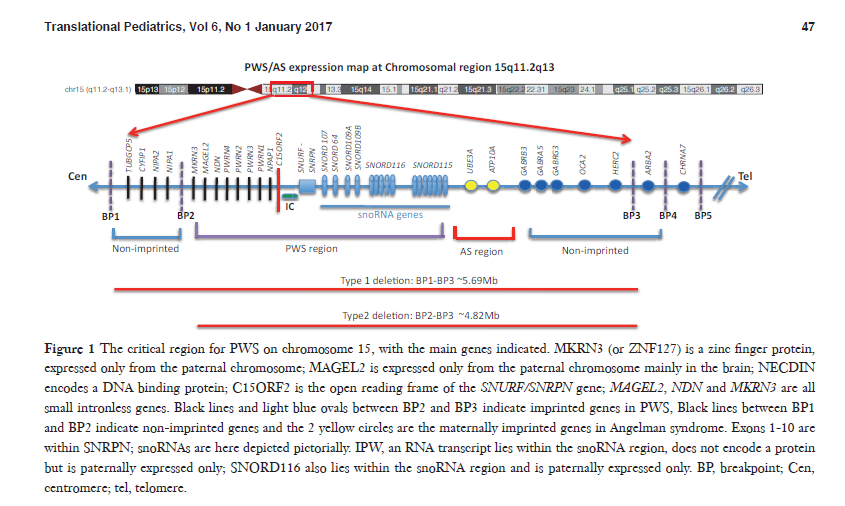 Translational Pediatrics, Vol 6, No 1 January 2017
47
PWS/AS expression map at Chromosomal region 15q11.2q13
chr15 (q11.2-q13.1) 15p13 15p12 15p11.2 q11.2 q12 13.3 15q14 15.1 15q21.1 q21.2 15q21.3 15q22.2 22.31 15q23 24.1 q25.1 q25.2 q25.3 15q26.1 q26.2 q26.3
TUBGCP5 CYFIP1 NIPA2 NIPA1 MKRN3 MAGEL2 NDN PWRN4 PWRN2 PWRN3 PWRN1 NPAP1 C15ORF2 SNURF - SNRPN SNORD 107 SNORD 64 SNORD109A SNORD109B SNORD116 SNORD115 UBE3A ATP10A GABRB3 GABRA5 GABRG3 OCA2 HERC2 ARBA2 CHRNA7
Cen
Tel
BP1
BP2
IC
snoRNA genes
BP3
BP4
BP5
Non-imprinted
PWS region
AS region
Non-imprinted
Type 1 deletion: BP1-BP3 ~5.69Mb
Type2 deletion: BP2-BP3 ~4.82Mb
Figure 1 The critical region for PWS on chromosome 15, with the main genes indicated. MKRN3 (or ZNF127) is a zinc finger protein,
expressed only from the paternal chromosome; MAGEL2 is expressed only from the paternal chromosome mainly in the brain; NECDIN
encodes a DNA binding protein; C15ORF2 is the open reading frame of the SNURF/SNRPN gene; MAGEL2, NDN and MKRN3 are all
small intronless genes. Black lines and light blue ovals between BP2 and BP3 indicate imprinted genes in PWS, Black lines between BP1
and BP2 indicate non-imprinted genes and the 2 yellow circles are the maternally imprinted genes in Angelman syndrome. Exons 1-10 are
within SNRPN; snoRNAs are here depicted pictorially. IPW, an RNA transcript lies within the snoRNA region, does not encode a protein
but is paternally expressed only; SNORD116 also lies within the snoRNA region and is paternally expressed only. BP, breakpoint; Cen,
centromere; tel, telomere.